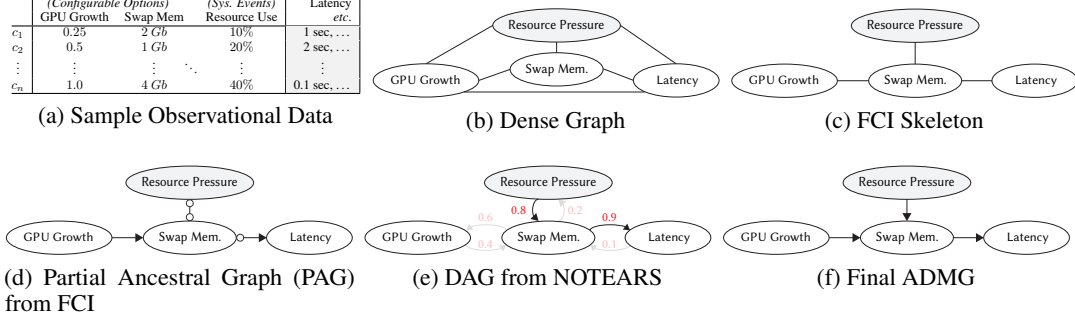 (Configurable Options) (Sys. Events) Latency
GPU Growth Swap Mem Resource Use etc.
c1 0.25 2 Gb 10% 1 sec, …
c2 0.5 1 Gb 20% 2 sec, …
⋮ ⋮ ⋮ ⋱ ⋮ ⋮
cn 1.0 4 Gb 40% 0.1 sec, …
(a) Sample Observational Data
Resource Pressure
Swap Mem.
GPU Growth
Latency
(b) Dense Graph
Resource Pressure
GPU Growth
Swap Mem.
Latency
(c) FCI Skeleton
Resource Pressure
GPU Growth
Swap Mem.
Latency
(d) Partial Ancestral Graph (PAG)
from FCI
Resource Pressure
0.8
0.2
0.6
0.9
GPU Growth
Swap Mem.
Latency
0.4
0.1
(e) DAG from NOTEARS
Resource Pressure
GPU Growth
Swap Mem.
Latency
(f) Final ADMG